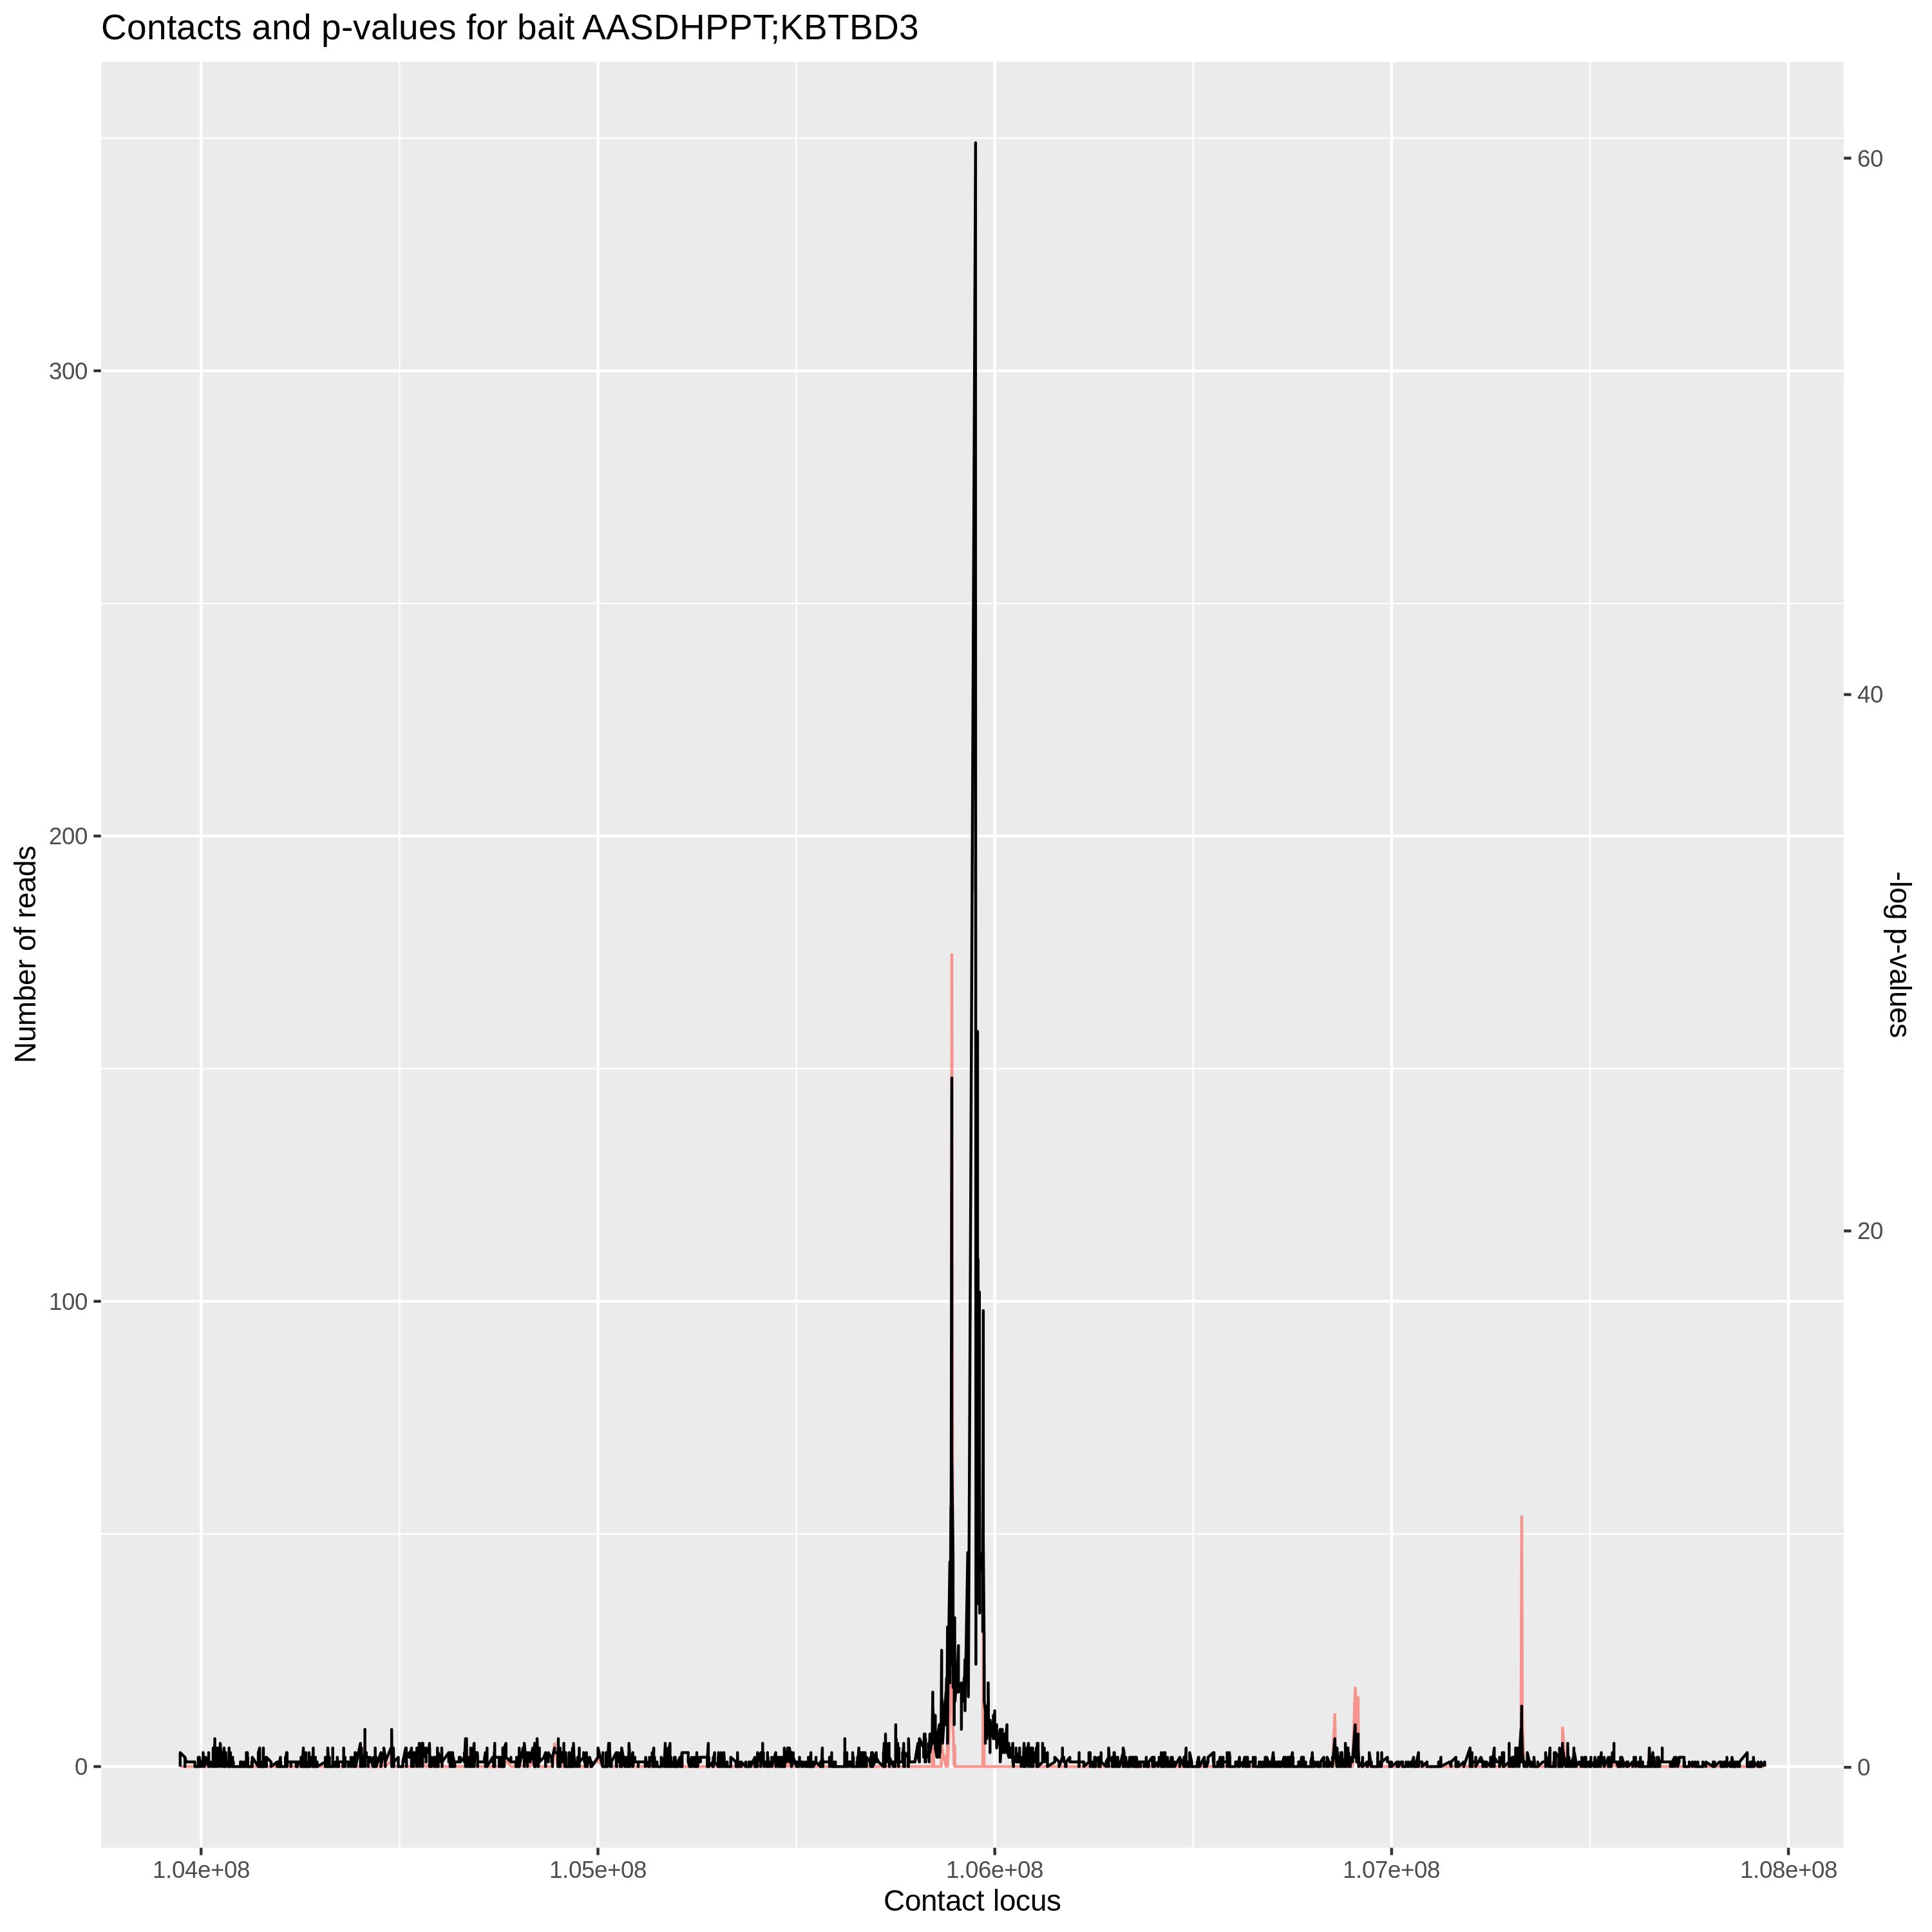 Contacts and p-values for bait AASDHPPT;KBTBD3
60
300
40
200
Number of reads
-log p-values
20
100
0
0
1.04e+08
1.05e+08
1.06e+08
1.07e+08
1.08e+08
Contact locus